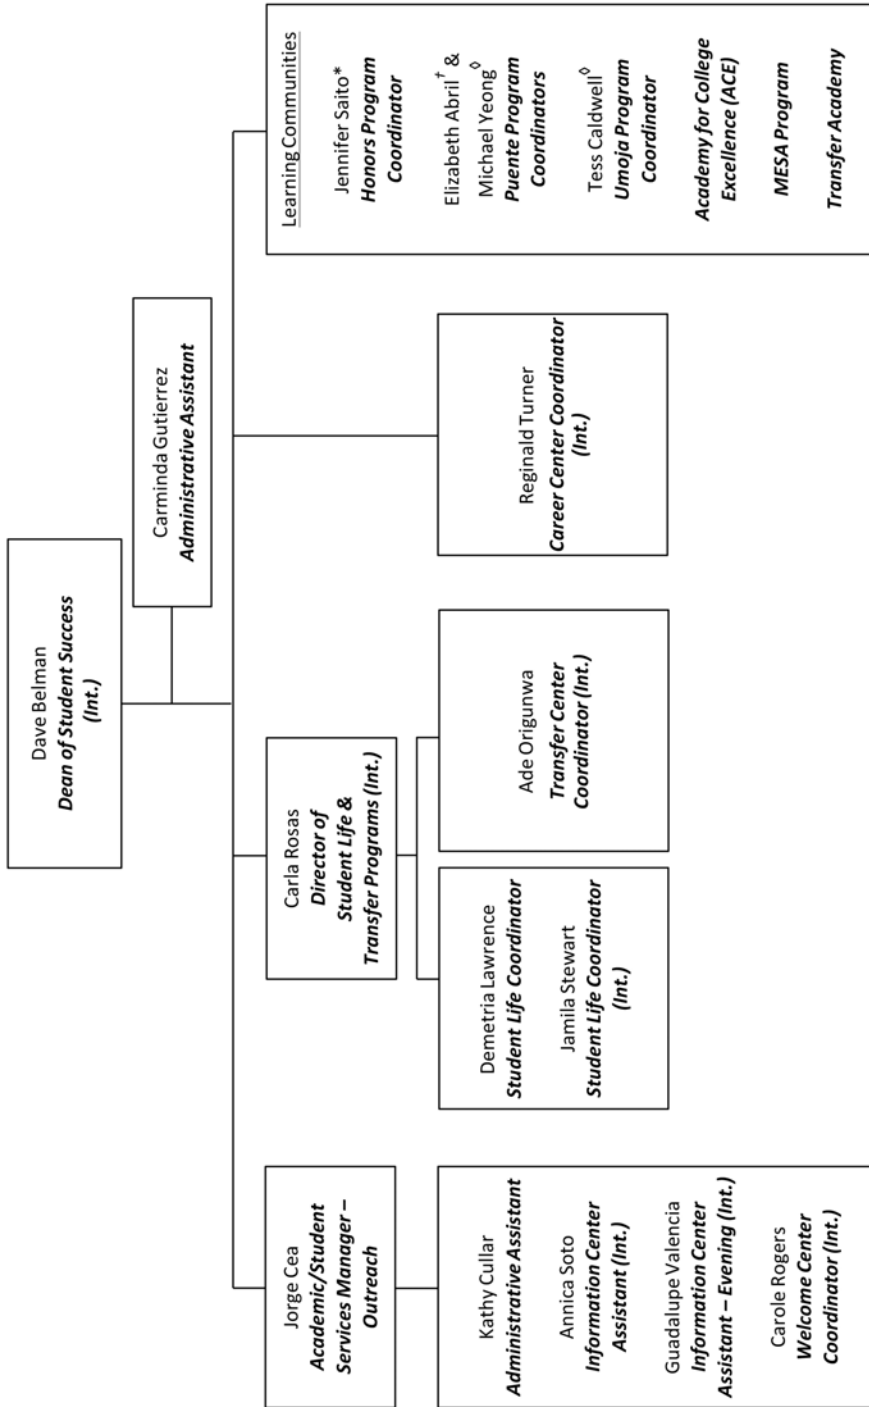 Dave Belman
Dean of Student Success
(Int.)
Carminda Gutierrez
Administrative Assistant
Jorge Cea
Academic/Student
Services Manager –
Outreach
Kathy Cullar
Administrative Assistant
Annica Soto
Information Center
Assistant (Int.)
Guadalupe Valencia
Information Center
Assistant – Evening (Int.)
Carole Rogers
Welcome Center
Coordinator (Int.)
Carla Rosas
Director of
Student Life &
Transfer Programs (Int.)
Demetria Lawrence
Student Life Coordinator
Jamila Stewart
Student Life Coordinator
(Int.)
Ade Origunwa
Transfer Center
Coordinator (Int.)
Reginald Turner
Career Center Coordinator
(Int.)
Learning Communities
Jennifer Saito*
Honors Program
Coordinator
Elizabeth Abril† &
Michael Yeong◊
Puente Program
Coordinators
Tess Caldwell◊
Umoja Program
Coordinator
Academy for College
Excellence (ACE)
MESA Program
Transfer Academy